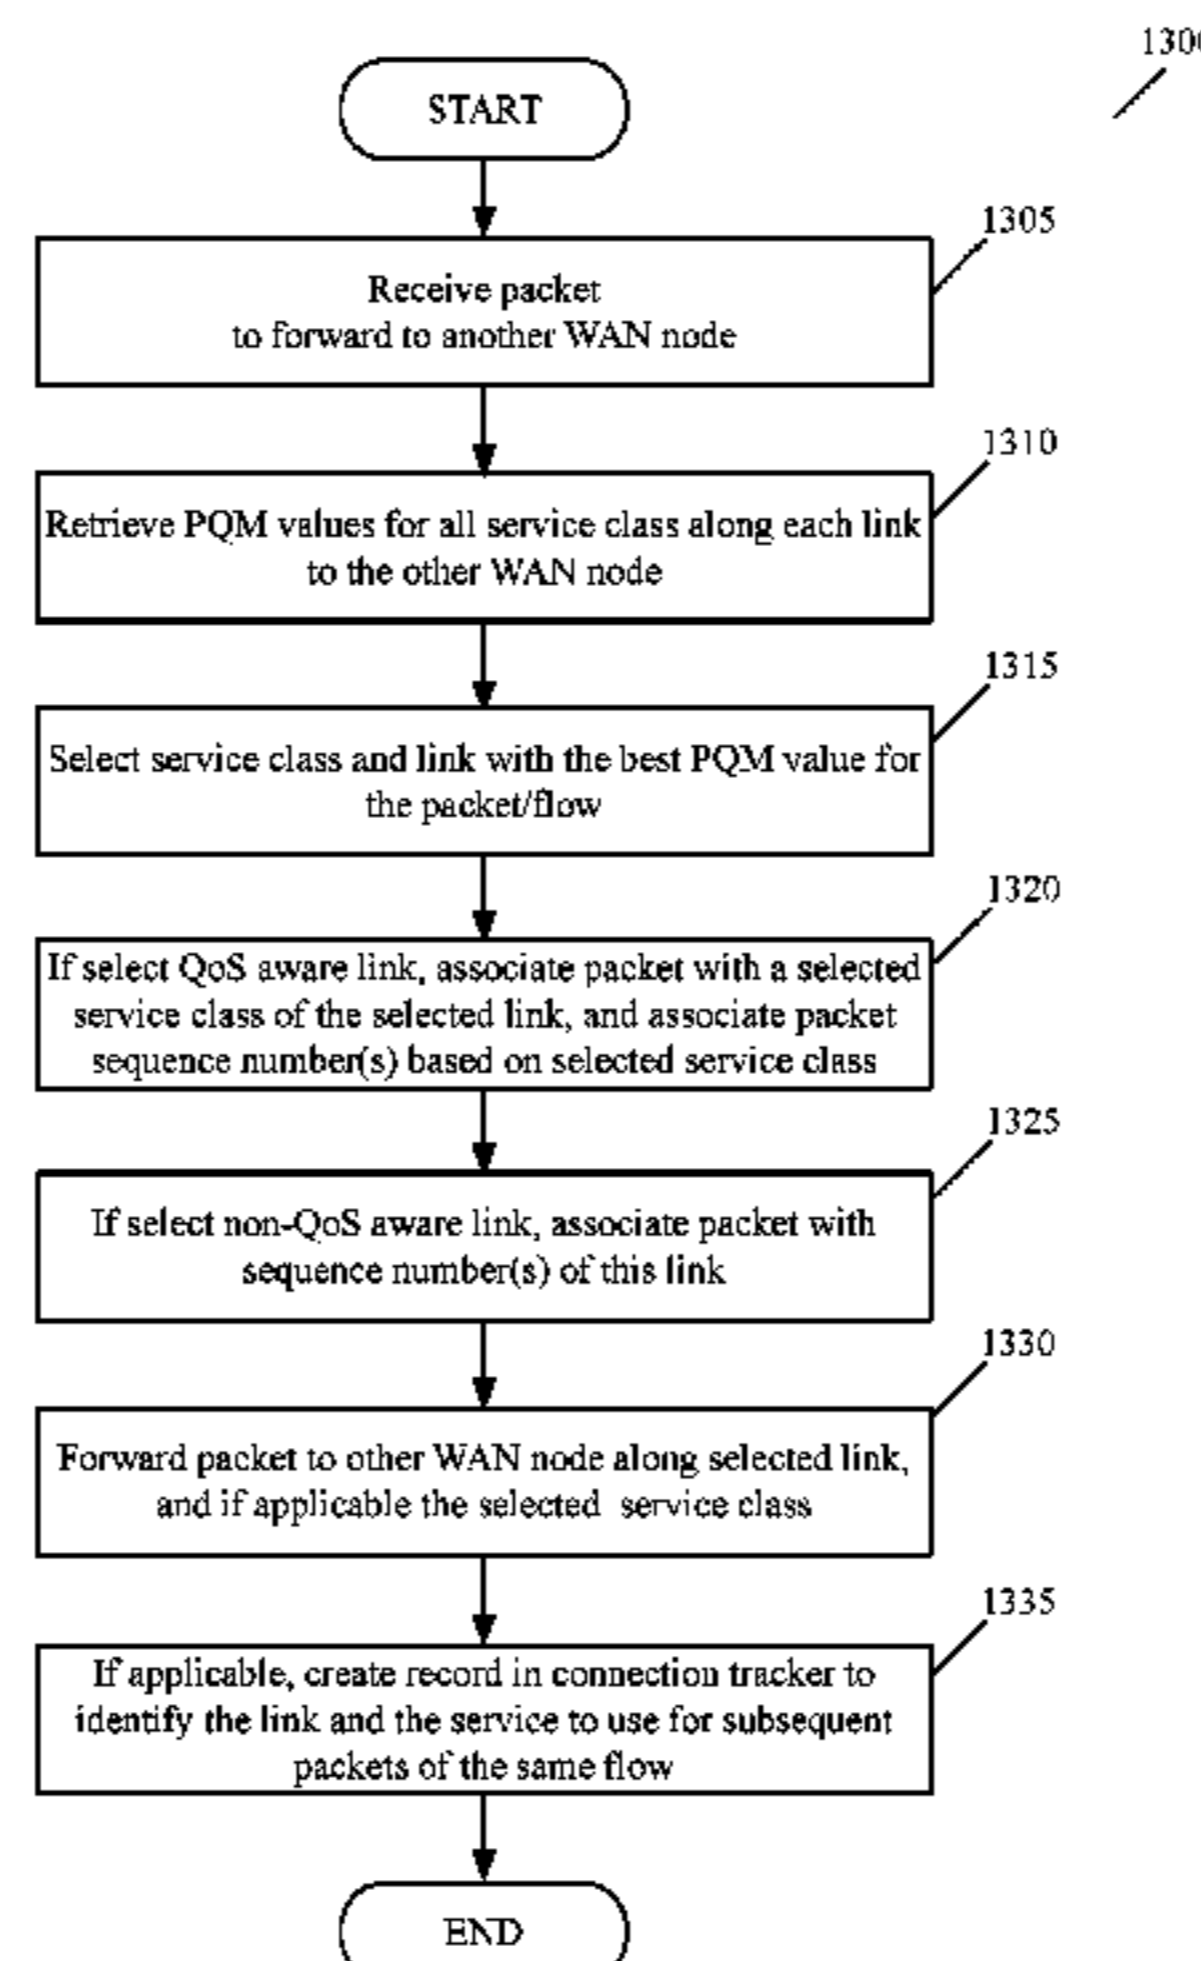 1300
START
1305
Receive packet
to forward to another WAN node
1310
Retrieve PQM values for all service class along each link
to the other WAN node
1315
Select service class and link with the best PQM value for
the packet/flow
1320
If select QoS aware link, associate packet with a selected
service class of the selected link, and associate packet
sequence number(s) based on selected service class
1325
If select non-QoS aware link, associate packet with
sequence number(s) of this link
1330
Forward packet to other WAN node along selected link,
and if applicable the selected service class
1335
If applicable, create record in connection tracker to
identify the link and the service to use for subsequent
packets of the same flow
END